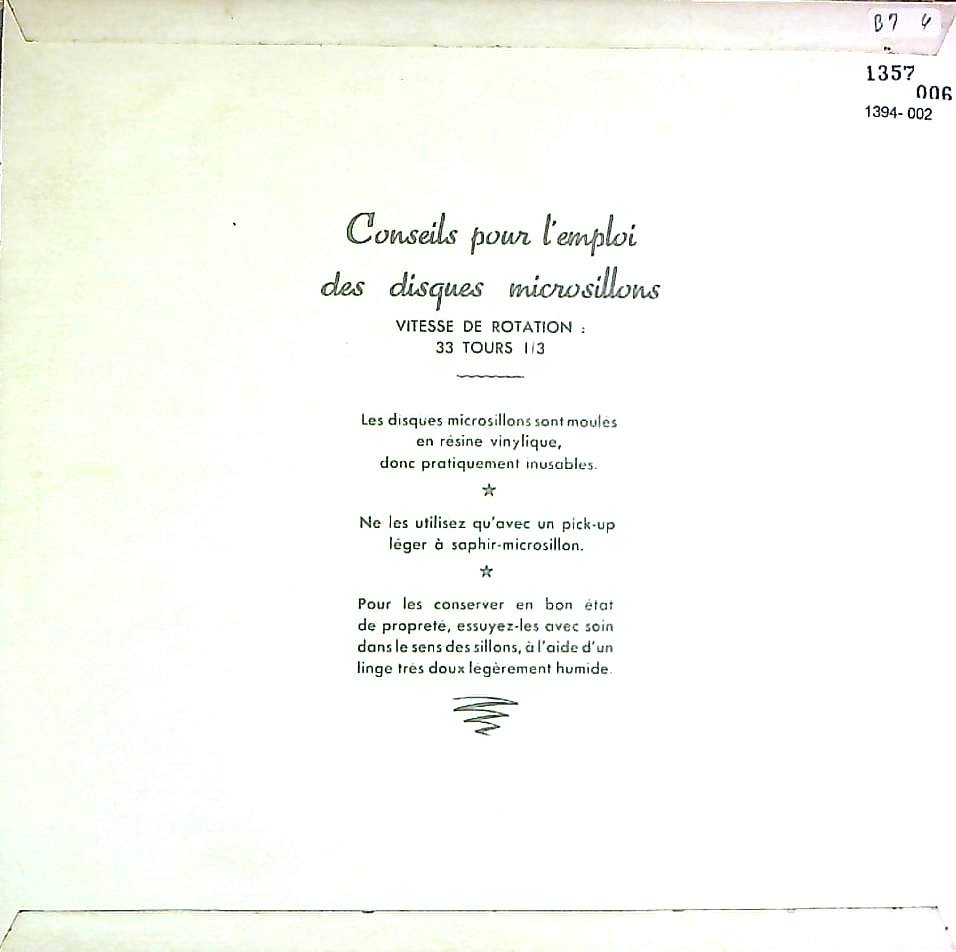 B7 4
1357
006
1394-002
Conseils pour l'emploi
des disques microsillons
VITESSE DE ROTATION :
33 TOURS 1/3
Les disques microsillons sont moulés
en résine vinylique,
donc pratiquement inusables.
Ne les utilisez qu'avec un pick-up
léger à saphir-microsillon.
Pour les conserver en bon état
de propreté, essuyez-les avec soin
dans le sens des sillons, à l'aide d'un
linge très doux légèrement humide.